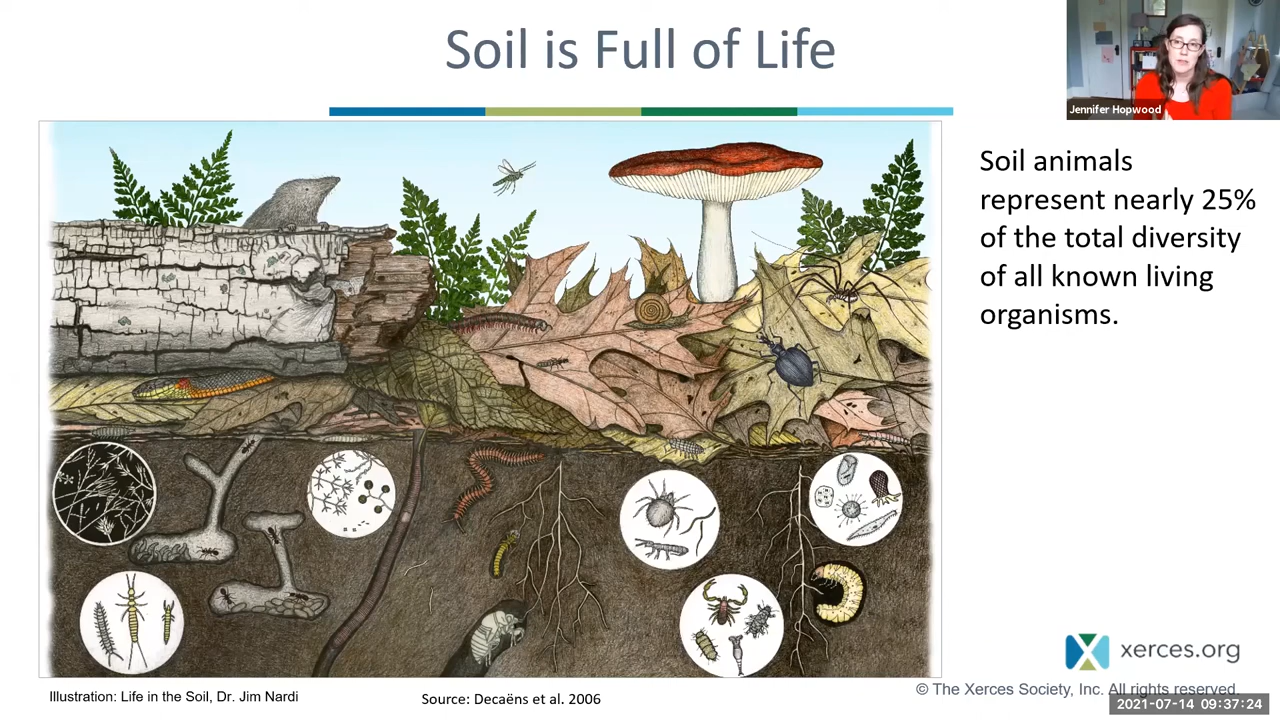 Soil is Full of Life
Jennifer Hopwood
Soil animals
represent nearly 25%
of the total diversity
of all known living
organisms.
xerces.org
Illustration: Life in the Soil, Dr. Jim Nardi
Source: Decaëns et al. 2006
© The Xerces Society, Inc. All rights reserved.
2021-07-14 09:37:24